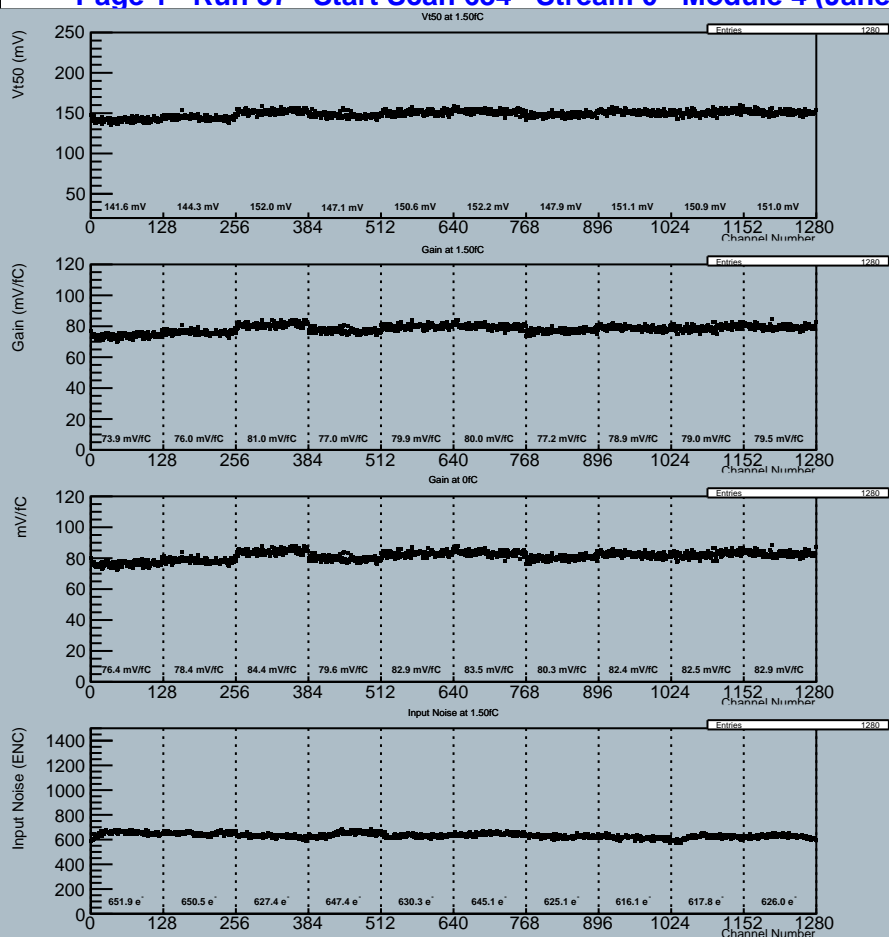 Vt50 at 1.50fC
Entries 1280
Vt50 (mV)
250
200
150
100
50
141.6 mV 144.3 mV 152.0 mV 147.1 mV 150.6 mV 152.2 mV 147.9 mV 151.1 mV 150.9 mV 151.0 mV
0 128 256 384 512 640 768 896 1024 1152 1280
Channel Number
Gain at 1.50fC
Entries 1280
Gain (mV/fC)
120
100
80
60
40
20
0
73.9 mV/fC 76.0 mV/fC 81.0 mV/fC 77.0 mV/fC 79.9 mV/fC 80.0 mV/fC 77.2 mV/fC 78.9 mV/fC 79.0 mV/fC 79.5 mV/fC
0 128 256 384 512 640 768 896 1024 1152 1280
Channel Number
Gain at 0fC
Entries 1280
mV/fC
120
100
80
60
40
20
0
76.4 mV/fC 78.4 mV/fC 84.4 mV/fC 79.6 mV/fC 82.9 mV/fC 83.5 mV/fC 80.3 mV/fC 82.4 mV/fC 82.5 mV/fC 82.9 mV/fC
0 128 256 384 512 640 768 896 1024 1152 1280
Channel Number
Input Noise at 1.50fC
Entries 1280
Input Noise (ENC)
1400
1200
1000
800
600
400
200
0
651.9 e⁻ 650.5 e⁻ 627.4 e⁻ 647.4 e⁻ 630.3 e⁻ 645.1 e⁻ 625.1 e⁻ 616.1 e⁻ 617.8 e⁻ 626.0 e⁻
0 128 256 384 512 640 768 896 1024 1152 1280
Channel Number